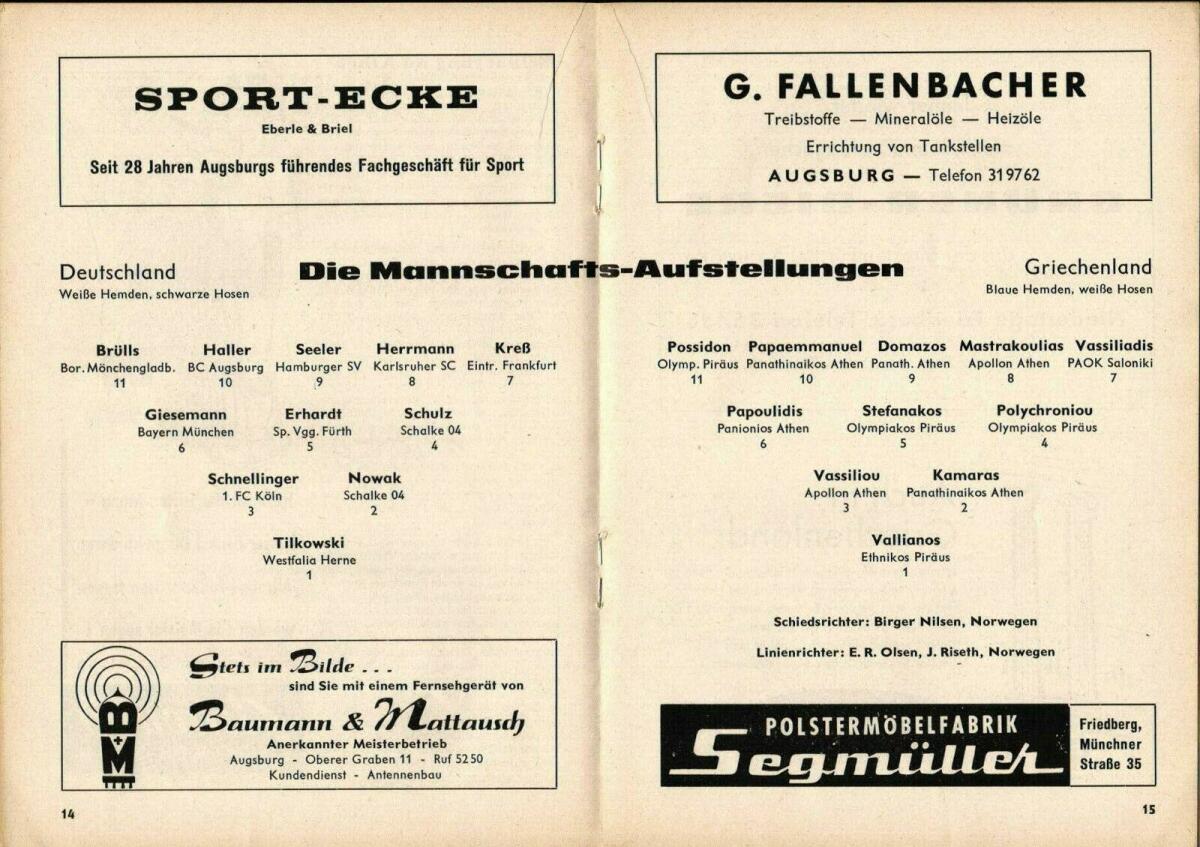 SPORT-ECKE
Eberle & Briel
Seit 28 Jahren Augsburgs führendes Fachgeschäft für Sport
G. FALLENBACHER
Treibstoffe — Mineralöle — Heizöle
Errichtung von Tankstellen
AUGSBURG — Telefon 319762
Die Mannschafts-Aufstellungen
Deutschland
Weiße Hemden, schwarze Hosen
Brülls Haller Seeler Herrmann Kreß
Bor. Mönchengladb. BC Augsburg Hamburger SV Karlsruher SC Eintr. Frankfurt
11 10 9 8 7
Giesemann Erhardt Schulz
Bayern München Sp. Vgg. Fürth Schalke 04
6 5 4
Schnellinger Nowak
1. FC Köln Schalke 04
3 2
Tilkowski
Westfalia Herne
1
B+M
Stets im Bilde . . .
sind Sie mit einem Fernsehgerät von
Baumann & Mattausch
Anerkannter Meisterbetrieb
Augsburg - Oberer Graben 11 - Ruf 5250
Kundendienst - Antennenbau
14
Griechenland
Blaue Hemden, weiße Hosen
Possidon Papaemmanuel Domazos Mastrakoulias Vassiliadis
Olymp. Piräus Panathinaikos Athen Panath. Athen Apollon Athen PAOK Saloniki
11 10 9 8 7
Papoulidis Stefanakos Polychroniou
Panionios Athen Olympiakos Piräus Olympiakos Piräus
6 5 4
Vassiliou Kamaras
Apollon Athen Panathinaikos Athen
3 2
Vallianos
Ethnikos Piräus
1
Schiedsrichter: Birger Nilsen, Norwegen
Linienrichter: E. R. Olsen, J. Riseth, Norwegen
POLSTERMÖBELFABRIK
Segmüller
Friedberg,
Münchner
Straße 35
15